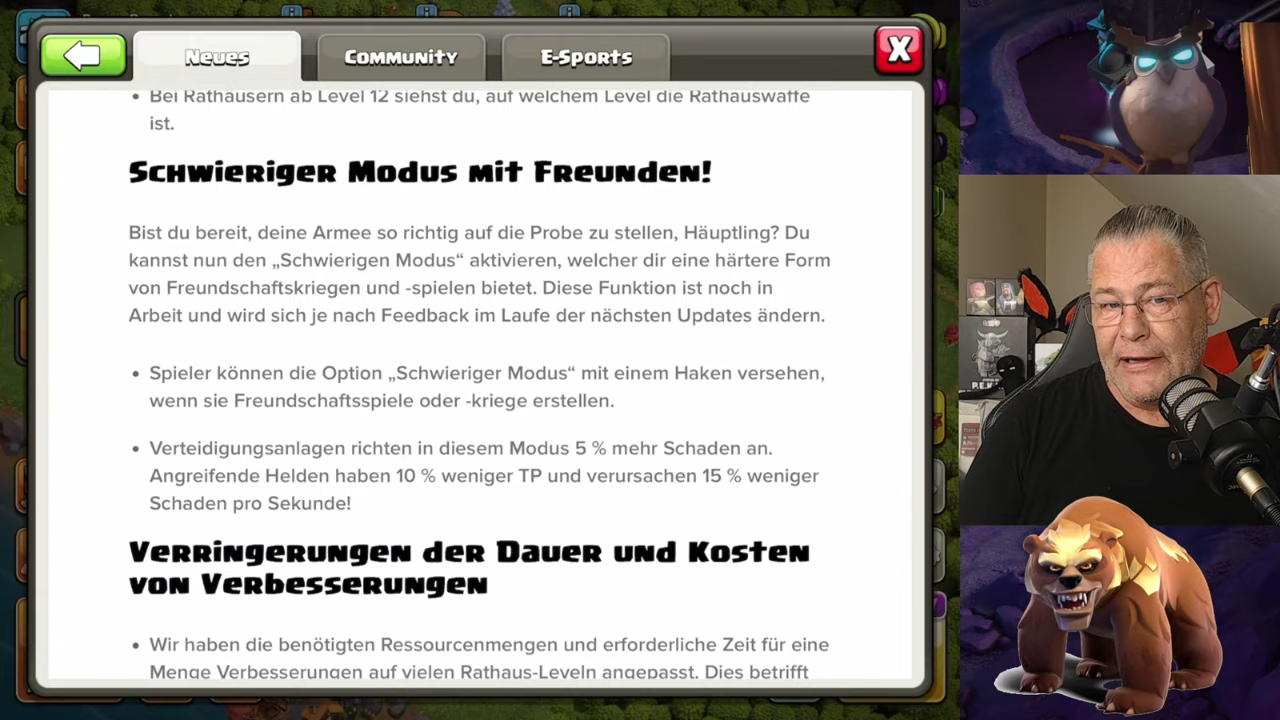 Neues
Community
E-Sports
X
• Bei Rathäusern ab Level 12 siehst du, auf welchem Level die Rathauswaffe
ist.
Schwieriger Modus mit Freunden!
Bist du bereit, deine Armee so richtig auf die Probe zu stellen, Häuptling? Du
kannst nun den „Schwierigen Modus“ aktivieren, welcher dir eine härtere Form
von Freundschaftskriegen und -spielen bietet. Diese Funktion ist noch in
Arbeit und wird sich je nach Feedback im Laufe der nächsten Updates ändern.
• Spieler können die Option „Schwieriger Modus“ mit einem Haken versehen,
wenn sie Freundschaftsspiele oder -kriege erstellen.
• Verteidigungsanlagen richten in diesem Modus 5 % mehr Schaden an.
Angreifende Helden haben 10 % weniger TP und verursachen 15 % weniger
Schaden pro Sekunde!
Verringerungen der Dauer und Kosten
von Verbesserungen
• Wir haben die benötigten Ressourcenmengen und erforderliche Zeit für eine
Menge Verbesserungen auf vielen Rathaus-Leveln angepasst. Dies betrifft
P.E.K